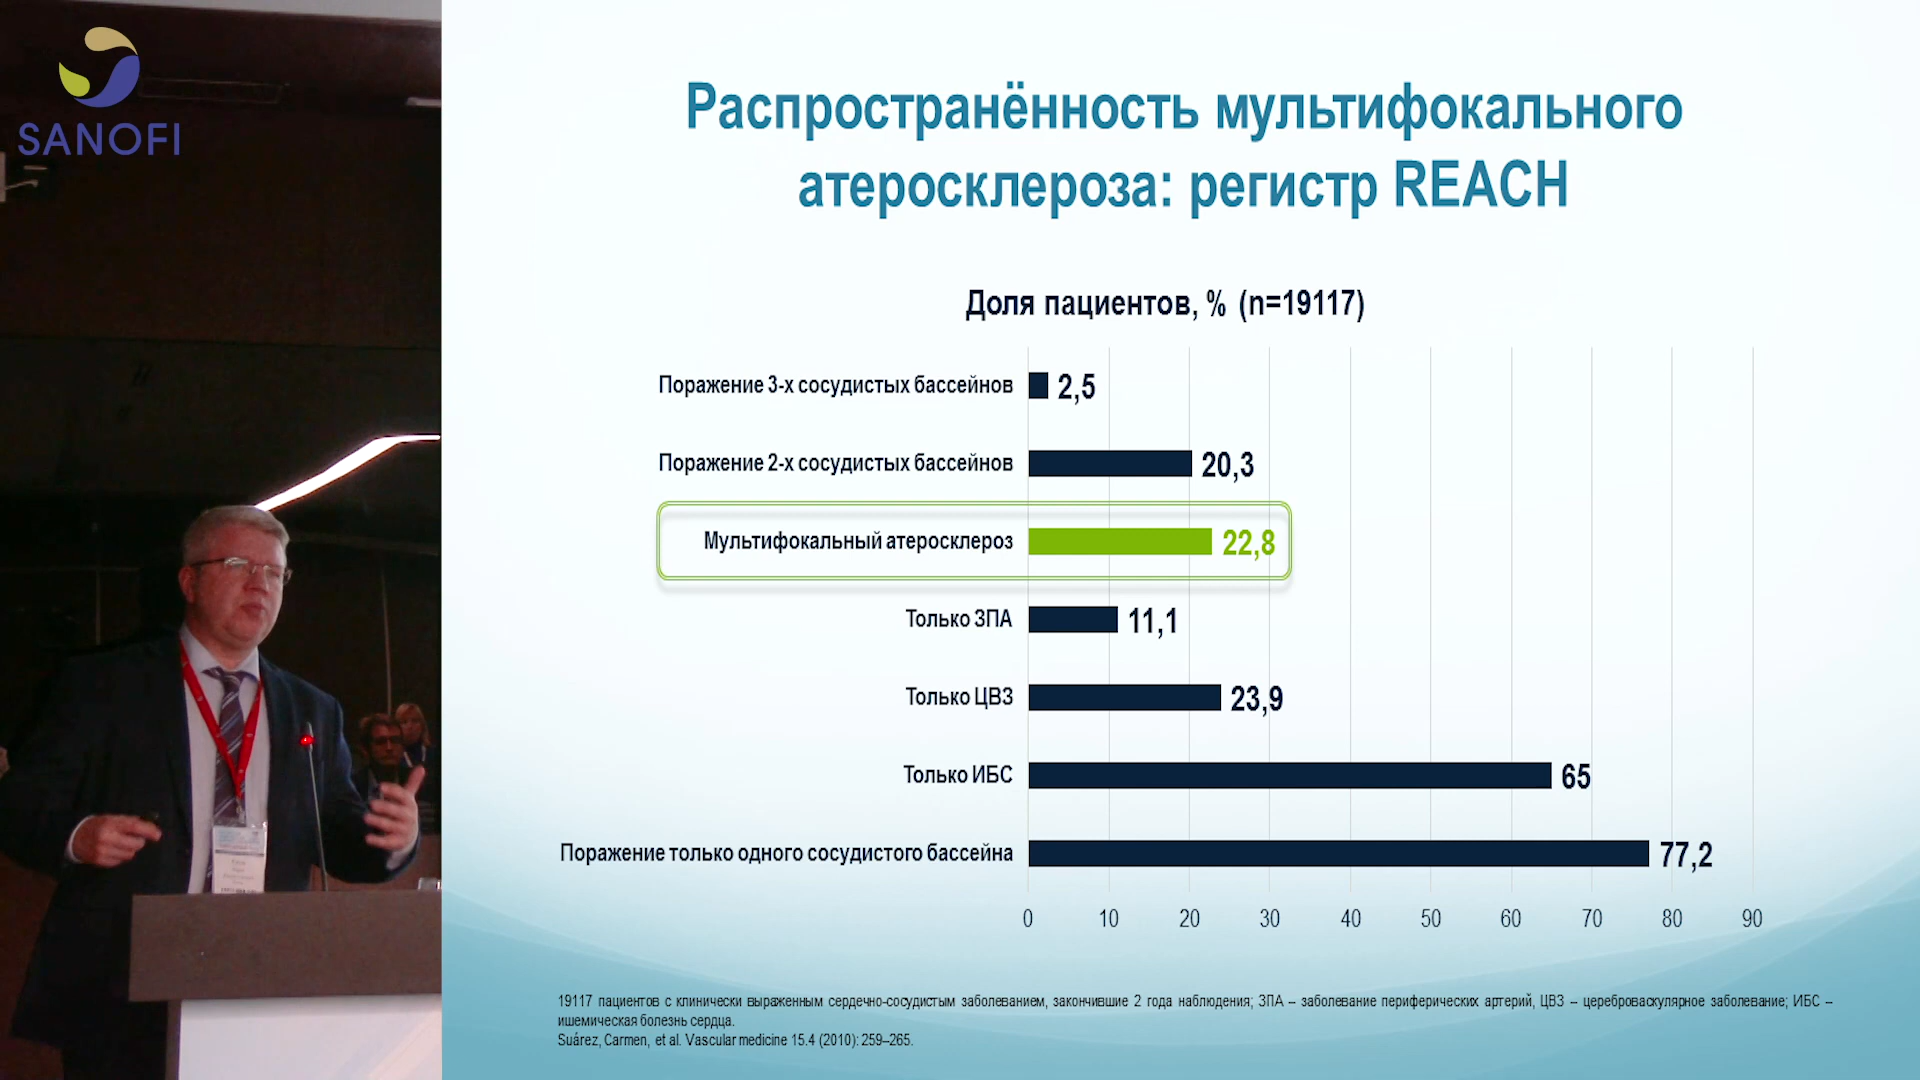 SANOFI
Распространённость мультифокального
атеросклероза: регистр REACH
Доля пациентов, % (n=19117)
Поражение 3-х сосудистых бассейнов 2,5
Поражение 2-х сосудистых бассейнов 20,3
Мультифокальный атеросклероз 22,8
Только ЗПА 11,1
Только ЦВЗ 23,9
Только ИБС 65
Поражение только одного сосудистого бассейна 77,2
0 10 20 30 40 50 60 70 80 90
19117 пациентов с клинически выраженным сердечно-сосудистым заболеванием, закончившие 2 года наблюдения; ЗПА – заболевание периферических артерий, ЦВЗ – цереброваскулярное заболевание; ИБС –
ишемическая болезнь сердца.
Suárez, Carmen, et al. Vascular medicine 15.4 (2010): 259–265.